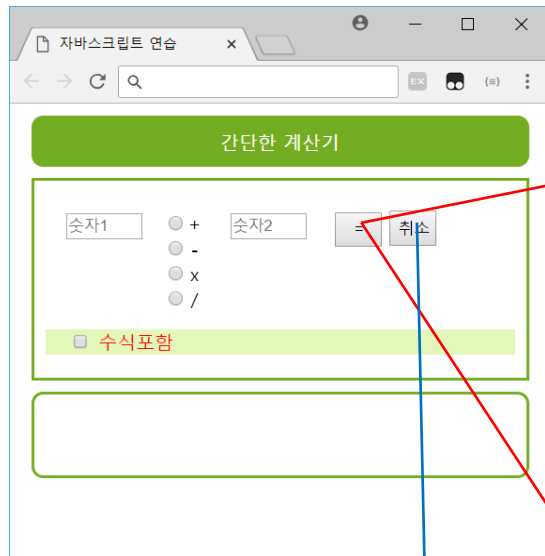 자바스크립트 연습
EX
{≡}
간단한 계산기
숫자1
+
숫자2
=
취소
-
x
/
수식포함